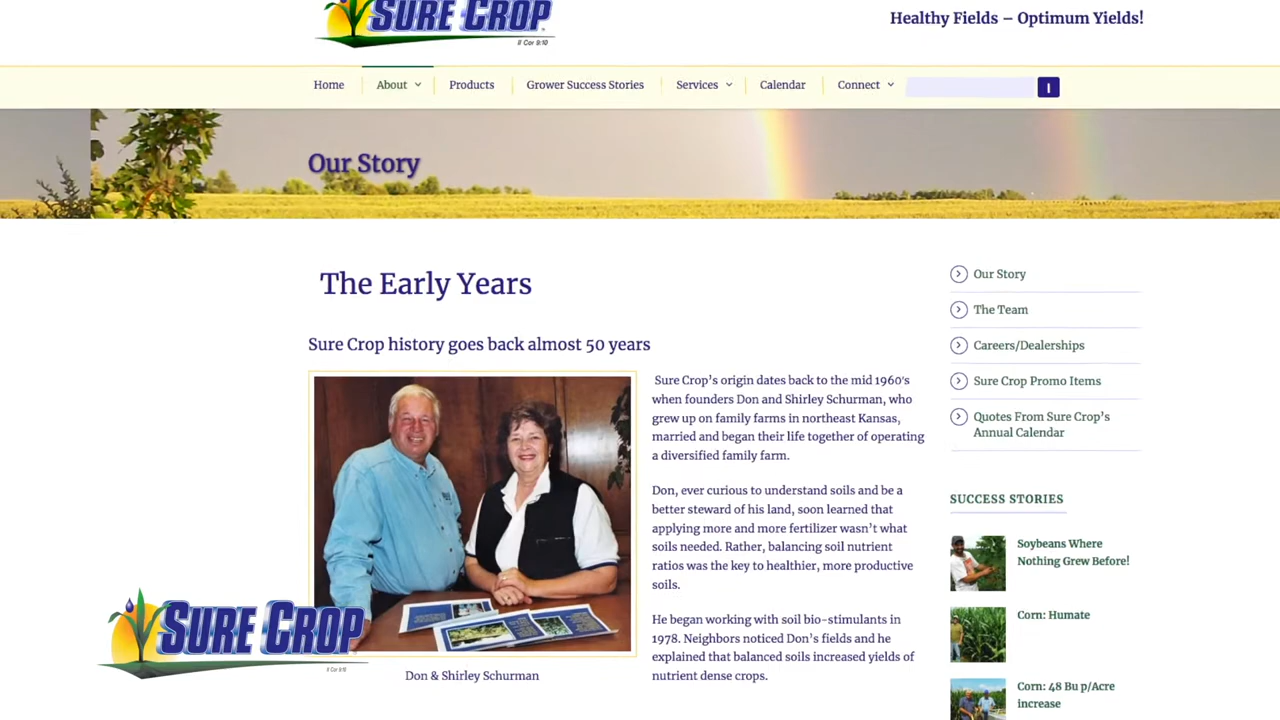 SURE CROP
II Cor 9:10
Healthy Fields – Optimum Yields!
Home
About
Products
Grower Success Stories
Services
Calendar
Connect
Our Story
The Early Years
Sure Crop history goes back almost 50 years
Sure Crop's origin dates back to the mid 1960's
when founders Don and Shirley Schurman, who
grew up on family farms in northeast Kansas,
married and began their life together of operating
a diversified family farm.
Don, ever curious to understand soils and be a
better steward of his land, soon learned that
applying more and more fertilizer wasn't what
soils needed. Rather, balancing soil nutrient
ratios was the key to healthier, more productive
soils.
He began working with soil bio-stimulants in
1978. Neighbors noticed Don's fields and he
explained that balanced soils increased yields of
nutrient dense crops.
Don & Shirley Schurman
SURE CROP
II Cor 9:10
Our Story
The Team
Careers/Dealerships
Sure Crop Promo Items
Quotes From Sure Crop's
Annual Calendar
SUCCESS STORIES
Soybeans Where
Nothing Grew Before!
Corn: Humate
Corn: 48 Bu p/Acre
increase